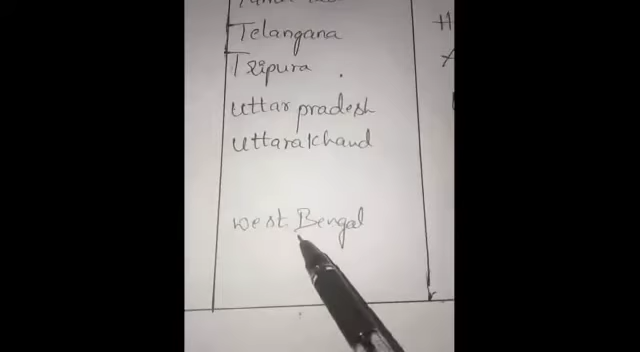 Telangana
Tripura
Uttar pradesh
Uttarakhand
west Bengal